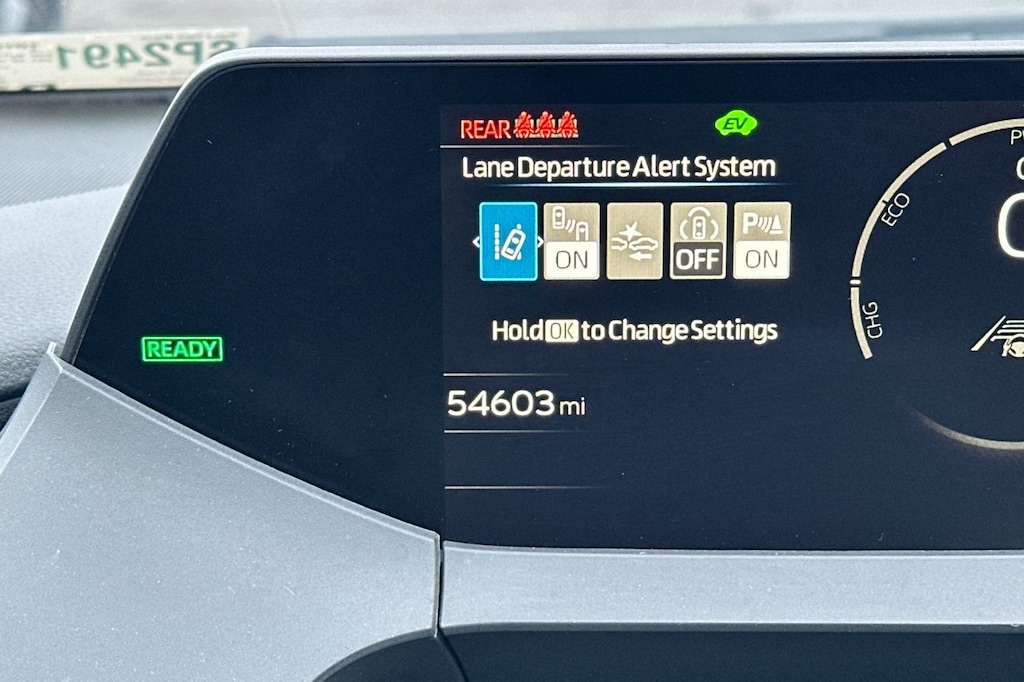 SP2491
REAR
EV
Lane Departure Alert System
ON
OFF
P
ON
Hold OK to Change Settings
READY
54603 mi
ECO
CHG